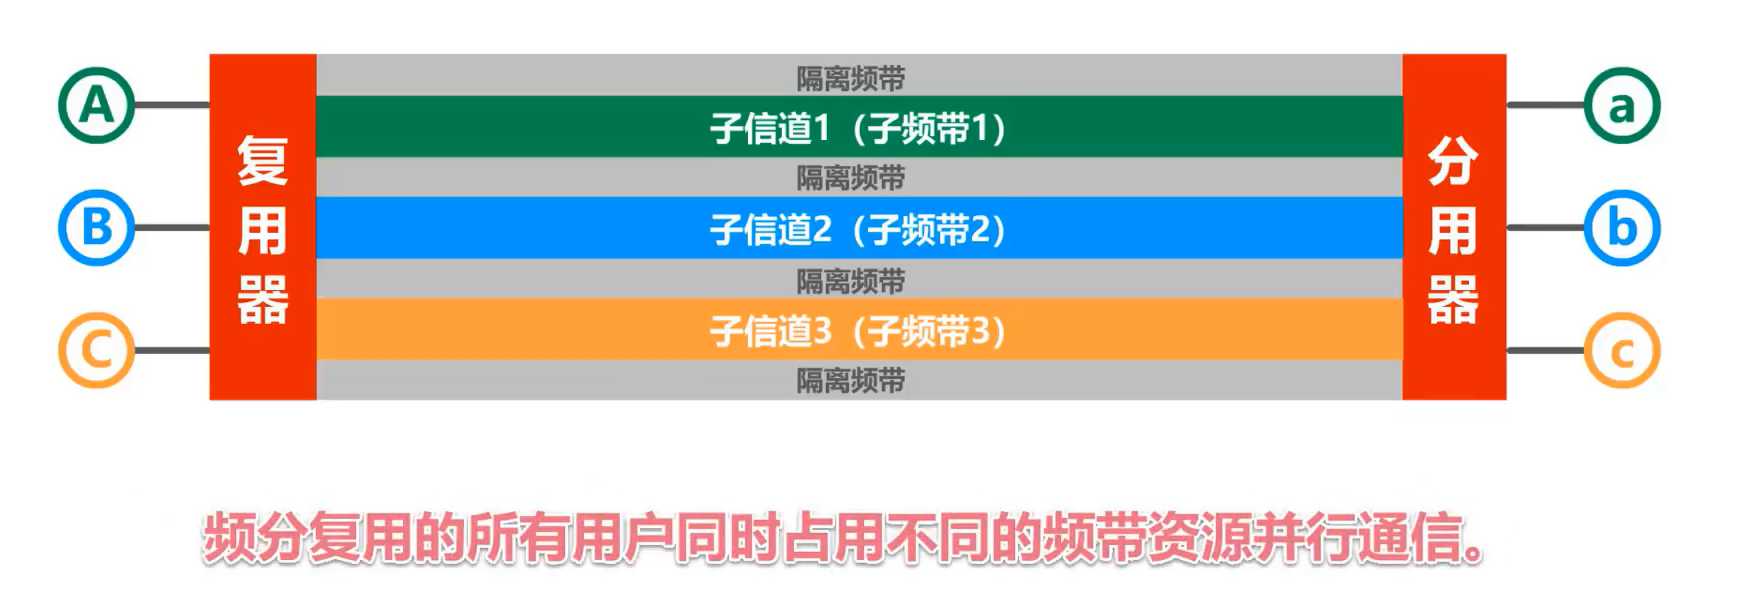 隔离频带
A
a
子信道1（子频带1）
复用器
分用器
隔离频带
B
子信道2（子频带2）
b
隔离频带
C
子信道3（子频带3）
c
隔离频带
频分复用的所有用户同时占用不同的频带资源并行通信。